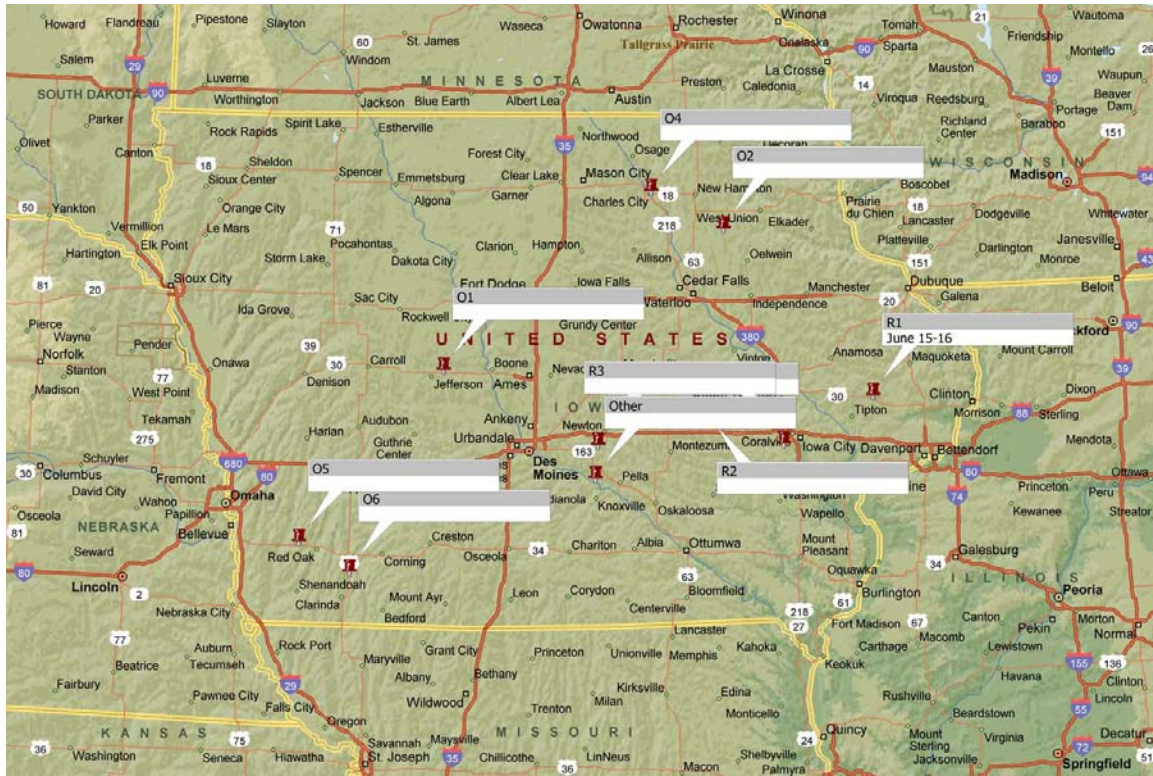 Howard Flandreau Pipestone Slayton Waseca Owatonna Rochester Winona Tomah Wautoma
St. James Tallgrass Prairie Onalaska Sparta Friendship Montello
Salem Windom La Crosse Mauston Waupun
SOUTH DAKOTA Luverne MINNESOTA Preston Caledonia Viroqua Reedsburg Portage Beaver Dam
Worthington Jackson Blue Earth Albert Lea Austin
Parker Rock Rapids Spirit Lake Estherville Northwood O4 Richland Center Baraboo
Olivet Canton Forest City Osage Decorah O2 WISCONSIN
Sheldon Spencer Emmetsburg Clear Lake Mason City New Hampton Boscobel Madison
Sioux Center Garner Charles City Prairie du Chien
Yankton Orange City Algona West Union Elkader Lancaster Dodgeville Whitewater
Vermillion Le Mars Platteville Janesville
Hartington Elk Point Pocahontas Clarion Hampton Allison Oelwein Darlington Monroe
Storm Lake Dakota City
Sioux City Fort Dodge Iowa Falls Cedar Falls Manchester Dubuque Beloit
Ida Grove Sac City O1 Waterloo Independence Galena
Pierce Wayne Rockwell City Grundy Center R1
Norfolk Pender UNITED STATES June 15-16
Stanton Onawa Carroll Boone Vinton Anamosa Maquoketa Mount Carroll
Madison West Point Denison Jefferson Ames R3 Clinton Dixon
Tekamah Audubon Ankeny Other Tipton Morrison Sterling
Harlan Guthrie Center Urbandale Newton Montezuma Iowa City Davenport Bettendorf Mendota
Columbus Schuyler Fremont O5 Des Moines Pella R2 Ottawa
David City Wahoo Omaha O6 Knoxville Oskaloosa Washington Princeton Peru
Osceola Papillion Wapello Kewanee Streator
NEBRASKA Bellevue
Seward Red Oak Creston Osceola Chariton Albia Ottumwa Mount Pleasant Galesburg
Corning Oquawka ILLINOIS
Lincoln Shenandoah Mount Ayr Leon Corydon Bloomfield Burlington Peoria
Nebraska City Clarinda Bedford Centerville Fort Madison Canton Pekin Morton
Auburn Rock Port Lancaster Macomb Normal
Beatrice Tecumseh Maryville Grant City Princeton Unionville Memphis Kahoka Keokuk Carthage Lewistown
Fairbury Pawnee City Albany Bethany Havana Clinton
Falls City Wildwood Kirksville Edina Rushville Lincoln
Oregon Trenton Milan Monticello Beardstown
KANSAS Savannah Maysville MISSOURI Quincy Mount Sterling Virginia Decatur
Washington Seneca Hiawatha St. Joseph Chillicothe LinNeus Macon Shelbyville Palmyra Jacksonville Springfield